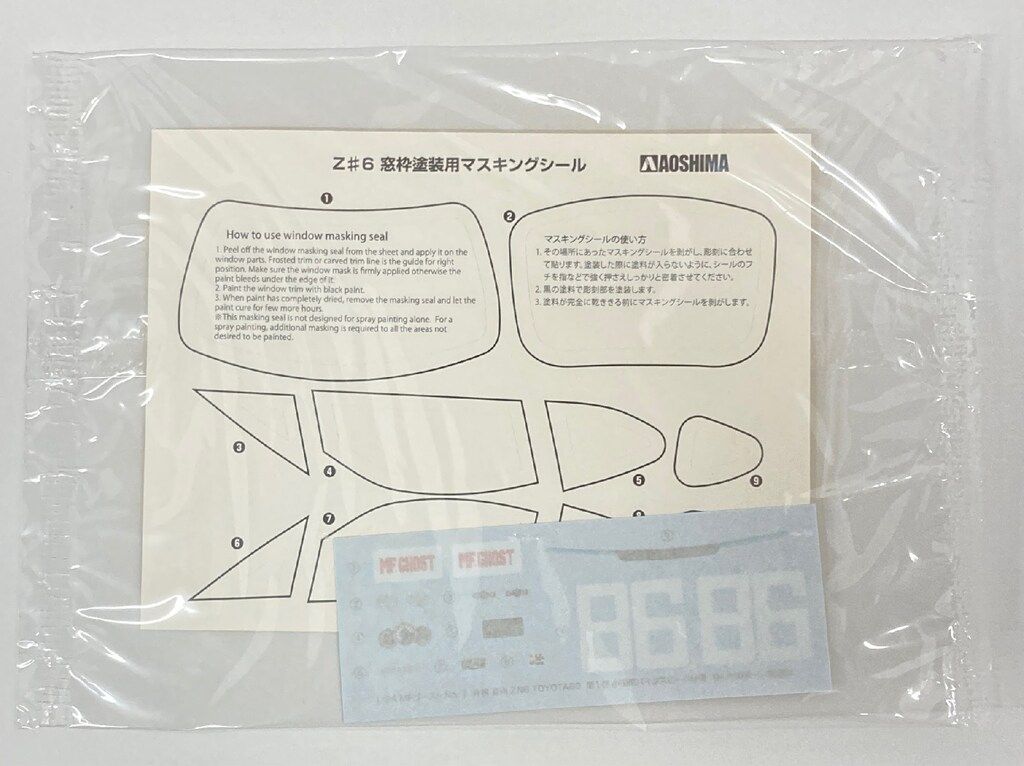 Z♯6 窓枠塗装用マスキングシール
AOSHIMA
1
2
How to use window masking seal
1. Peel off the window masking seal from the sheet and apply it on the
window parts. Frosted trim or carved trim line is the guide for right
position. Make sure the window mask is firmly applied otherwise the
paint bleeds under the edge of it.
2. Paint the window trim with black paint.
3. When paint has completely dried, remove the masking seal and let the
paint cure for few more hours.
※This masking seal is not designed for spray painting alone. For a
spray painting, additional masking is required to all the areas not
desired to be painted.
マスキングシールの使い方
1. その場所にあったマスキングシールを剥がし、彫刻に合わせ
て貼ります。塗装した際に塗料が入らないように、シールのフ
チを指などで強く押さえしっかりと密着させてください。
2. 黒の塗料で彫刻部を塗装します。
3. 塗料が完全に乾ききる前にマスキングシールを剥がします。
3
4
5
9
6
7
MF GHOST
MF GHOST
86 86
ZN6 TOYOTA86